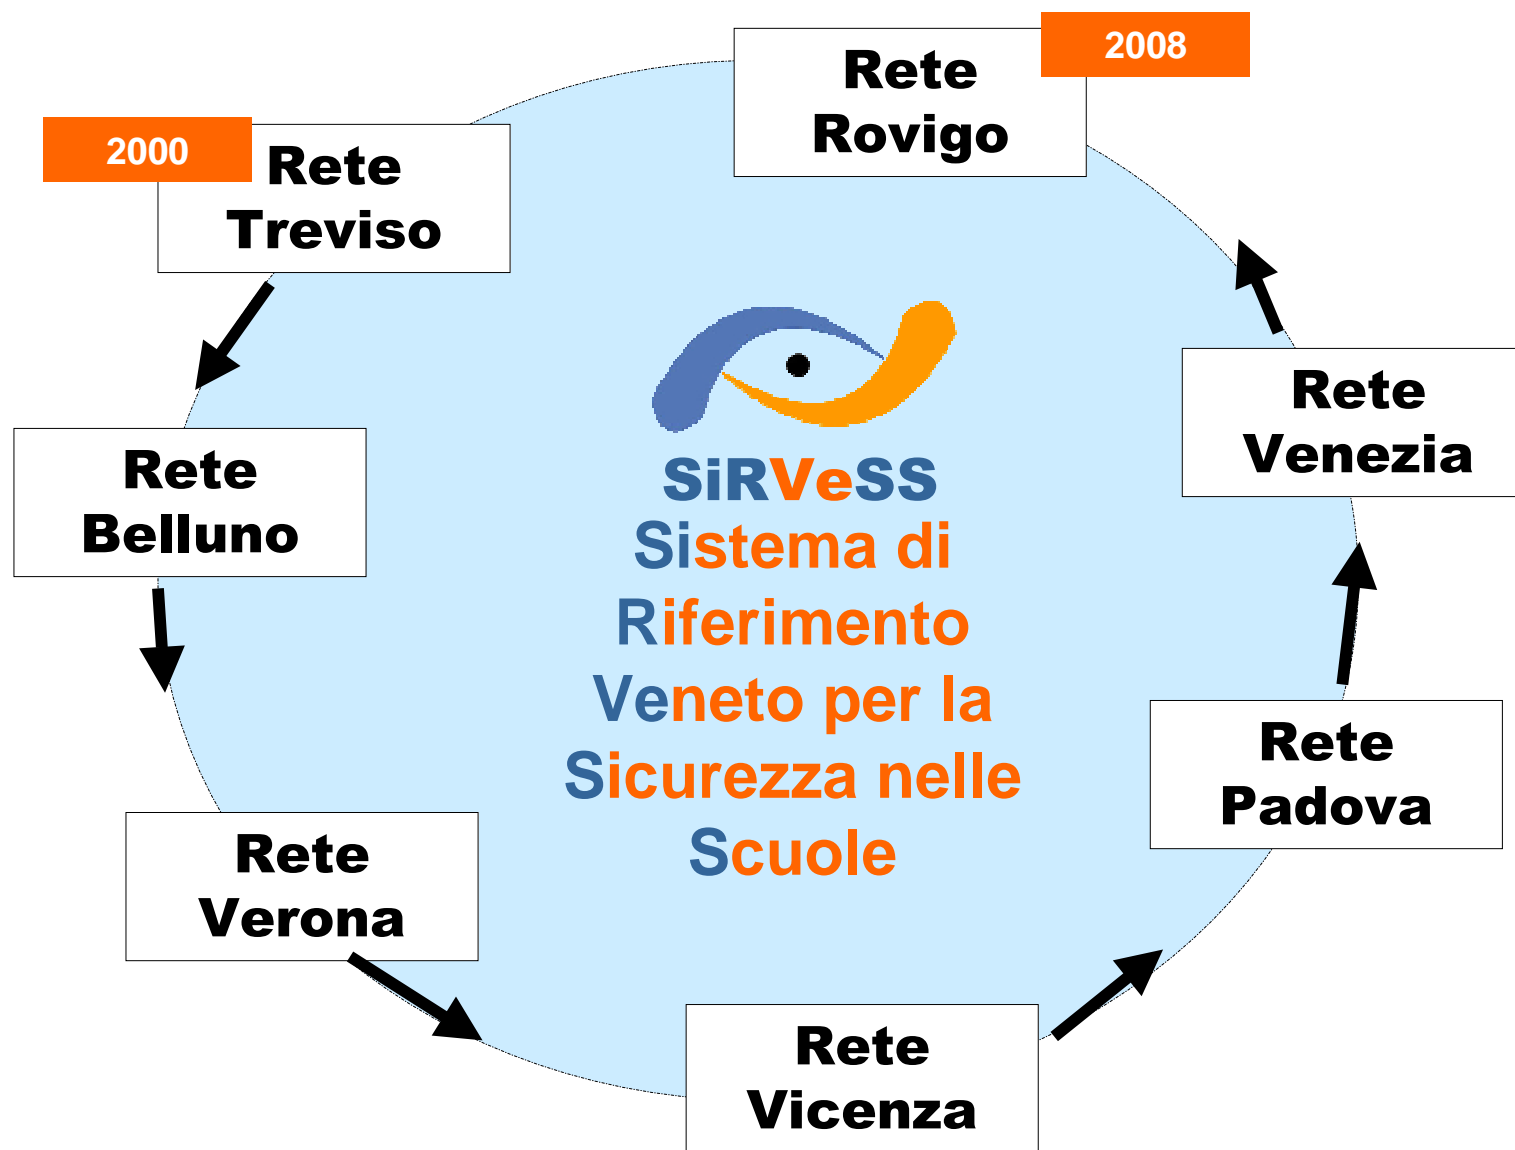 2008
Rete
Rovigo
2000
Rete
Treviso
Rete
Belluno
Rete
Verona
Rete
Vicenza
Rete
Padova
Rete
Venezia
SiRVeSS
Sistema di
Riferimento
Veneto per la
Sicurezza nelle
Scuole